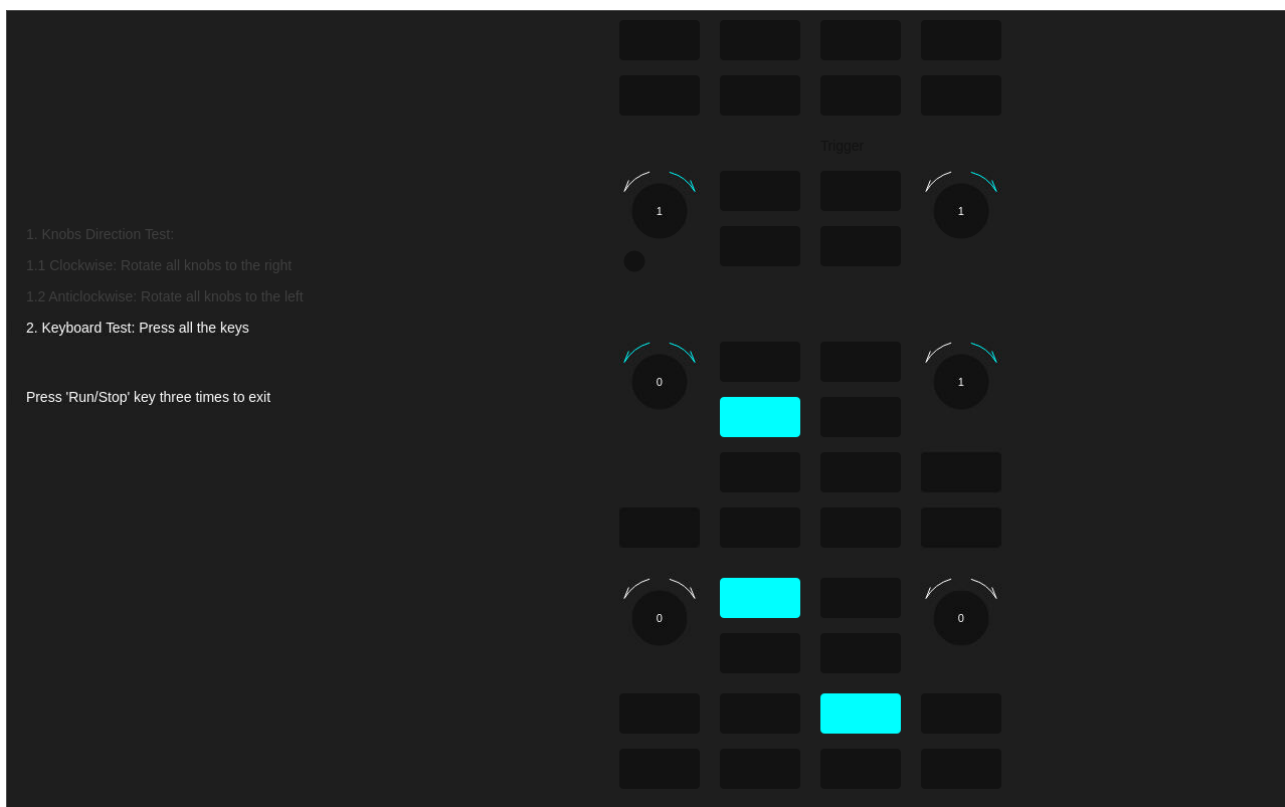 Trigger
1
1
1. Knobs Direction Test:
1.1 Clockwise: Rotate all knobs to the right
1.2 Anticlockwise: Rotate all knobs to the left
2. Keyboard Test: Press all the keys
0
1
Press 'Run/Stop' key three times to exit
0
0